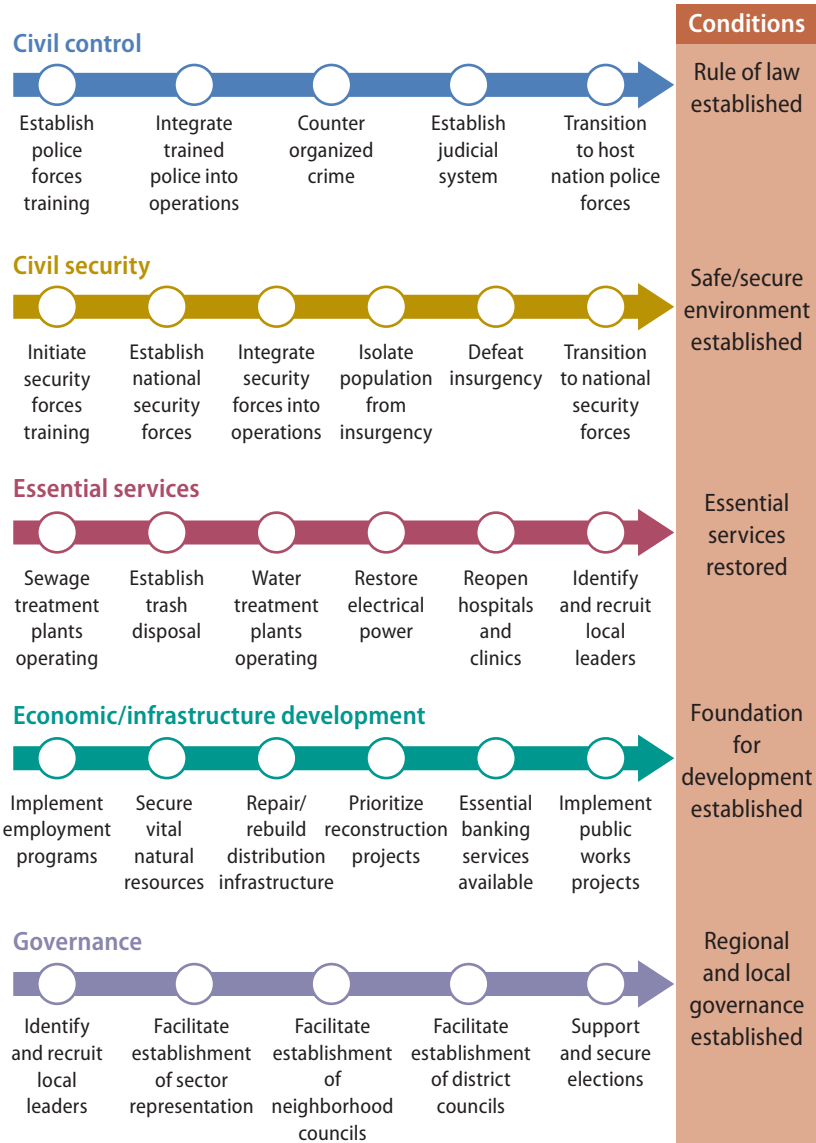 Conditions
Civil control
Establish
police
forces
training
Integrate
trained
police into
operations
Counter
organized
crime
Establish
judicial
system
Transition
to host
nation police
forces
Rule of law
established
Civil security
Initiate
security
forces
training
Establish
national
security
forces
Integrate
security
forces into
operations
Isolate
population
from
insurgency
Defeat
insurgency
Transition
to national
security
forces
Safe/secure
environment
established
Essential services
Sewage
treatment
plants
operating
Establish
trash
disposal
Water
treatment
plants
operating
Restore
electrical
power
Reopen
hospitals
and
clinics
Identify
and recruit
local
leaders
Essential
services
restored
Economic/infrastructure development
Implement
employment
programs
Secure
vital
natural
resources
Repair/
rebuild
distribution
infrastructure
Prioritize
reconstruction
projects
Essential
banking
services
available
Implement
public
works
projects
Foundation
for
development
established
Governance
Identify
and recruit
local
leaders
Facilitate
establishment
of sector
representation
Facilitate
establishment
of
neighborhood
councils
Facilitate
establishment
of district
councils
Support
and secure
elections
Regional
and local
governance
established